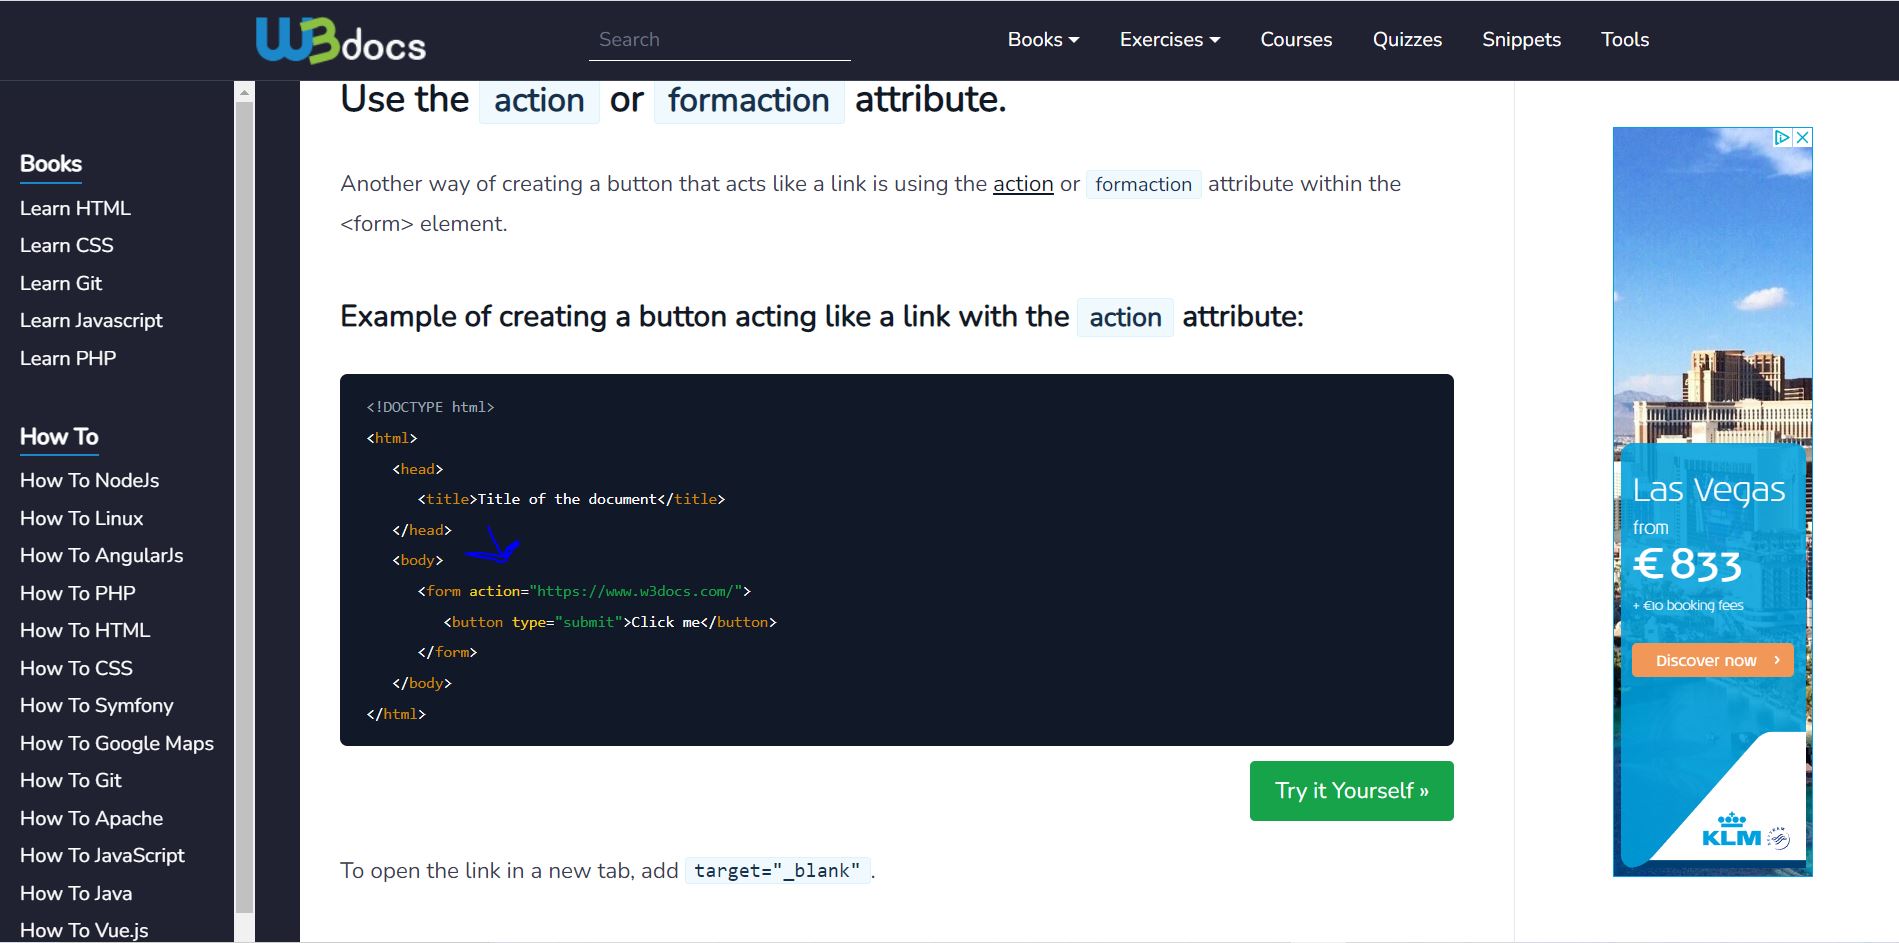 W3docs
Search
Books
Exercises
Courses
Quizzes
Snippets
Tools
Books
Learn HTML
Learn CSS
Learn Git
Learn Javascript
Learn PHP
How To
How To NodeJs
How To Linux
How To AngularJs
How To PHP
How To HTML
How To CSS
How To Symfony
How To Google Maps
How To Git
How To Apache
How To JavaScript
How To Java
How To Vue.js
Use the action or formaction attribute.
Another way of creating a button that acts like a link is using the action or formaction attribute within the
<form> element.
Example of creating a button acting like a link with the action attribute:
<!DOCTYPE html>
<html>
<head>
<title>Title of the document</title>
</head>
<body>
<form action="https://www.w3docs.com/">
<button type="submit">Click me</button>
</form>
</body>
</html>
Try it Yourself »
To open the link in a new tab, add target="_blank".
Las Vegas
from
€ 833
+ €10 booking fees
Discover now ›
KLM